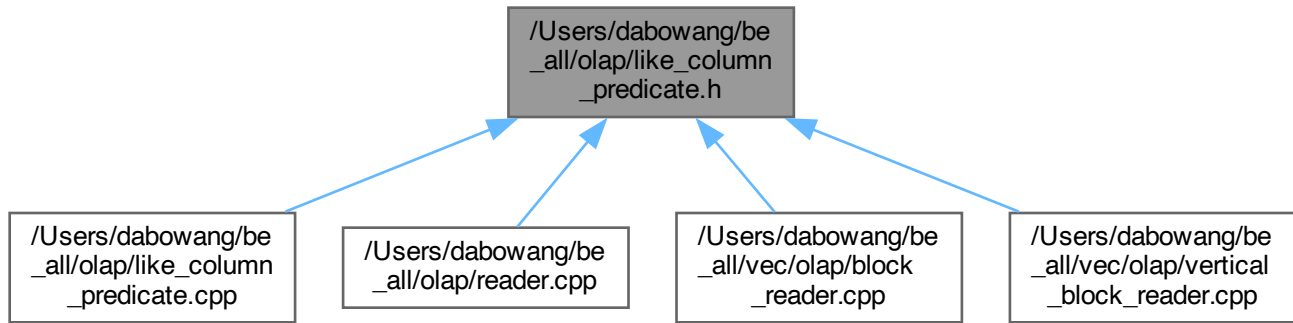 /Users/dabowang/be
_all/olap/like_column
_predicate.h
/Users/dabowang/be
_all/olap/like_column
_predicate.cpp
/Users/dabowang/be
_all/olap/reader.cpp
/Users/dabowang/be
_all/vec/olap/block
_reader.cpp
/Users/dabowang/be
_all/vec/olap/vertical
_block_reader.cpp